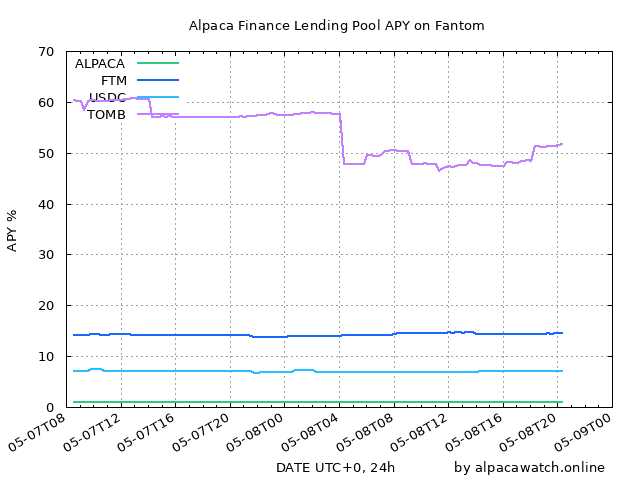 Alpaca Finance Lending Pool APY on Fantom
70
60
50
40
30
20
10
0
APY %
ALPACA
FTM
USDC
TOMB
05-07T08
05-07T12
05-07T16
05-07T20
05-08T00
05-08T04
05-08T08
05-08T12
05-08T16
05-08T20
05-09T00
DATE UTC+0, 24h
by alpacawatch.online